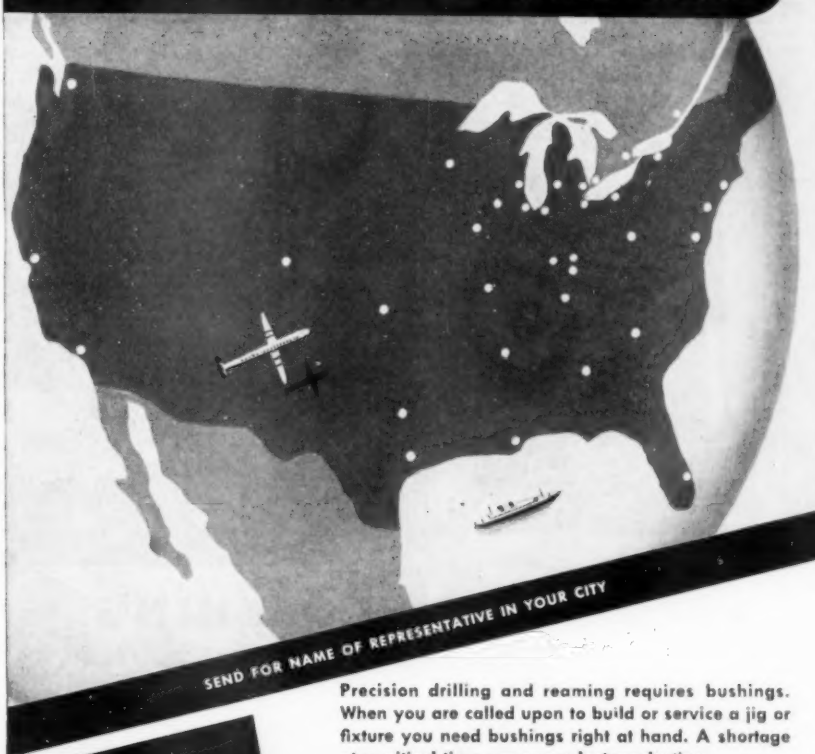 SEND FOR NAME OF REPRESENTATIVE IN YOUR CITY
Precision drilling and reaming requires bushings.
When you are called upon to build or service a jig or
fixture you need bushings right at hand. A shortage